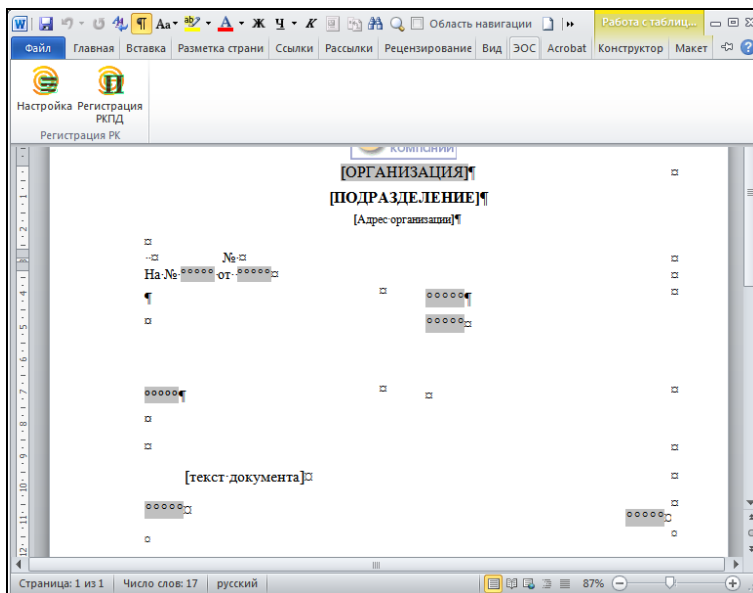 Аа Ж Ч К Область навигации Работа с таблиц...
Файл Главная Вставка Разметка страни Ссылки Рассылки Рецензирование Вид ЭОС Acrobat Конструктор Макет
Настройка Регистрация РКПД
Регистрация РК
КОМПАНИИ
[ОРГАНИЗАЦИЯ]¶
[ПОДРАЗДЕЛЕНИЕ]¶
[Адрес·организации]¶
№·¤
На·№·°°°°°·от··°°°°°¤
¶ ¤ °°°°°¶ ¤
¤ °°°°°¤
°°°°°¶ ¤ ¤ ¤
[текст·документа]¤
°°°°°¤
°°°°°¤
Страница: 1 из 1 Число слов: 17 русский 87%